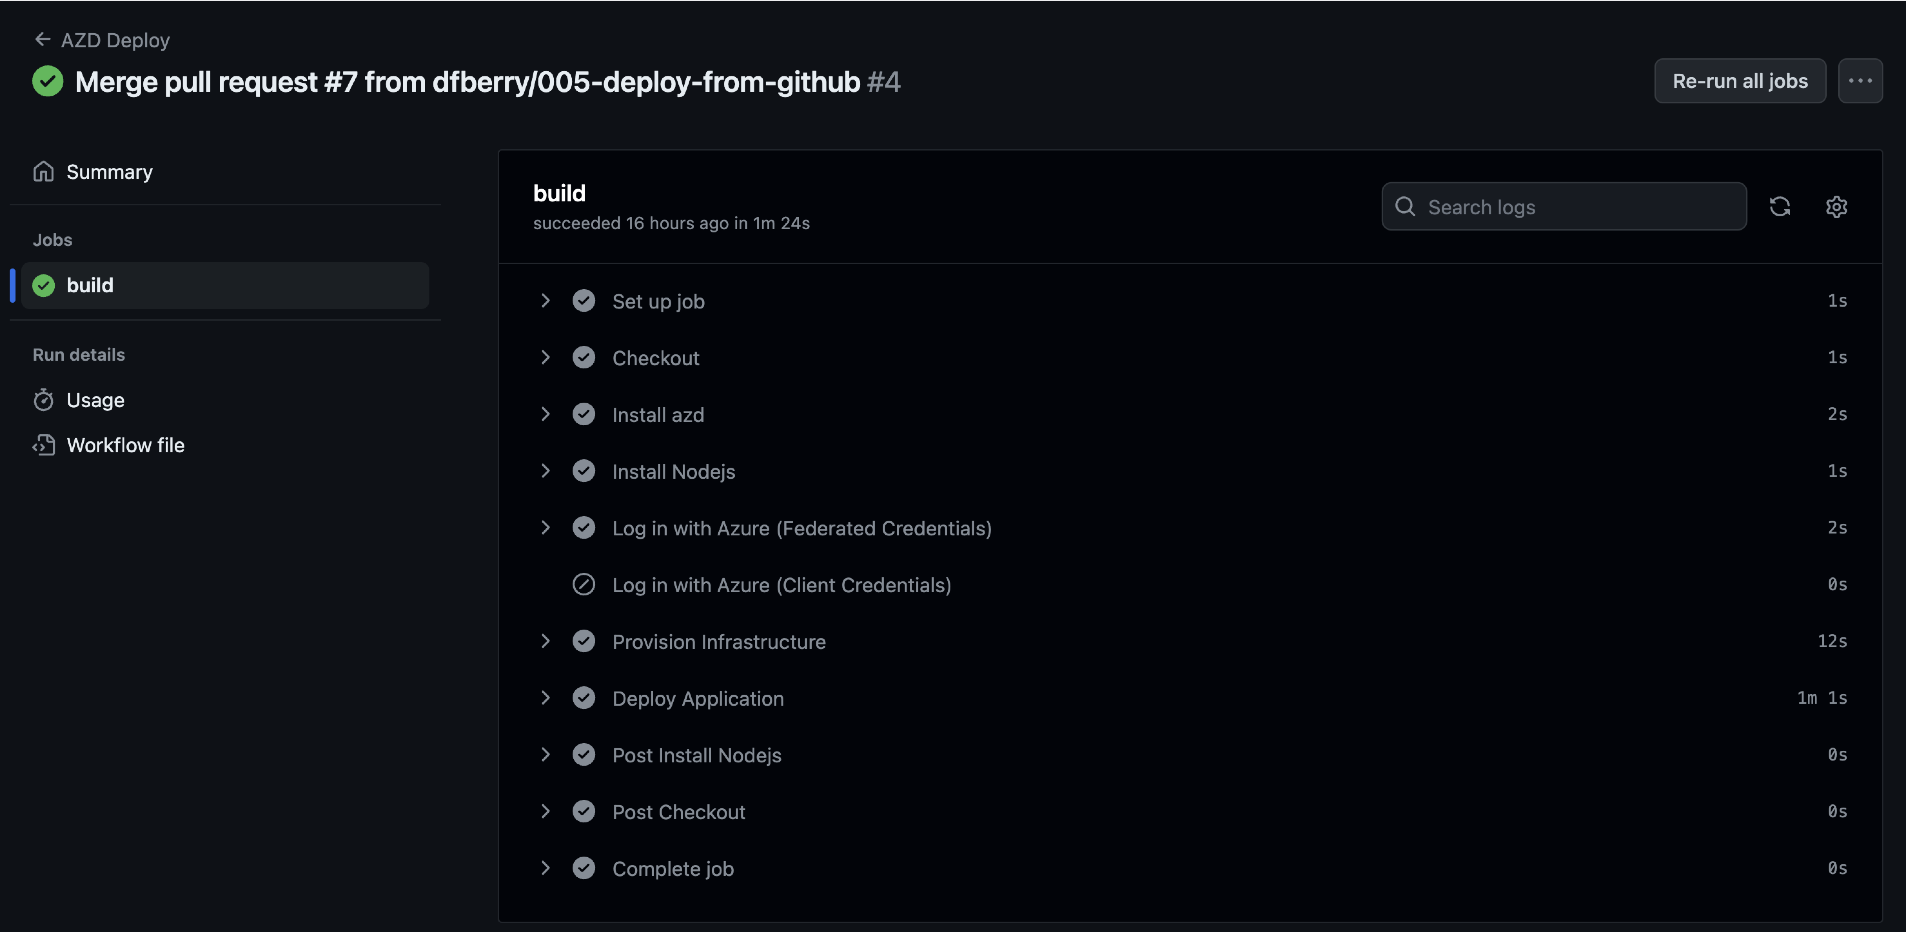 AZD Deploy
Merge pull request #7 from dfberry/005-deploy-from-github #4
Re-run all jobs
Summary
Jobs
build
Run details
Usage
Workflow file
build
succeeded 16 hours ago in 1m 24s
Search logs
Set up job 1s
Checkout 1s
Install azd 2s
Install Nodejs 1s
Log in with Azure (Federated Credentials) 2s
Log in with Azure (Client Credentials) 0s
Provision Infrastructure 12s
Deploy Application 1m 1s
Post Install Nodejs 0s
Post Checkout 0s
Complete job 0s